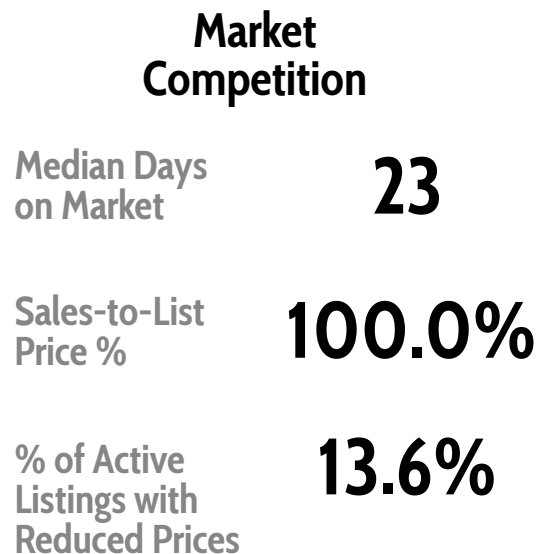 Market
Competition
Median Days
on Market
23
Sales-to-List
Price %
100.0%
% of Active
Listings with
Reduced Prices
13.6%